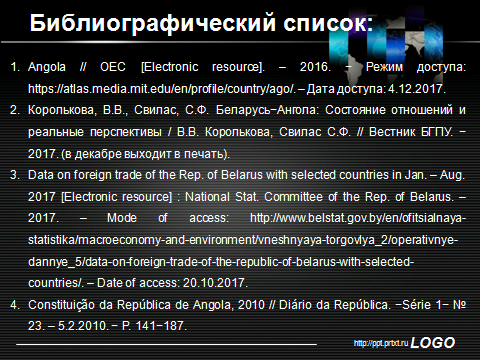 Библиографический список:
1. Angola // OEC [Electronic resource]. – 2016. – Режим доступа:
https://atlas.media.mit.edu/en/profile/country/ago/. – Дата доступа: 4.12.2017.
2. Королькова, В.В., Свилас, С.Ф. Беларусь−Ангола: Состояние отношений и
реальные перспективы / В.В. Королькова, Свилас С.Ф. // Вестник БГПУ. −
2017. (в декабре выходит в печать).
3. Data on foreign trade of the Rep. of Belarus with selected countries in Jan. – Aug.
2017 [Electronic resource] : National Stat. Committee of the Rep. of Belarus. –
2017. – Mode of access: http://www.belstat.gov.by/en/ofitsialnaya-
statistika/macroeconomy-and-environment/vneshnyaya-torgovlya_2/operativnye-
dannye_5/data-on-foreign-trade-of-the-republic-of-belarus-with-selected-
countries/. – Date of access: 20.10.2017.
4. Constituição da República de Angola, 2010 // Diário da República. −Série 1− №
23. – 5.2.2010. − P. 141−187.
http://ppt.prtxt.ru LOGO